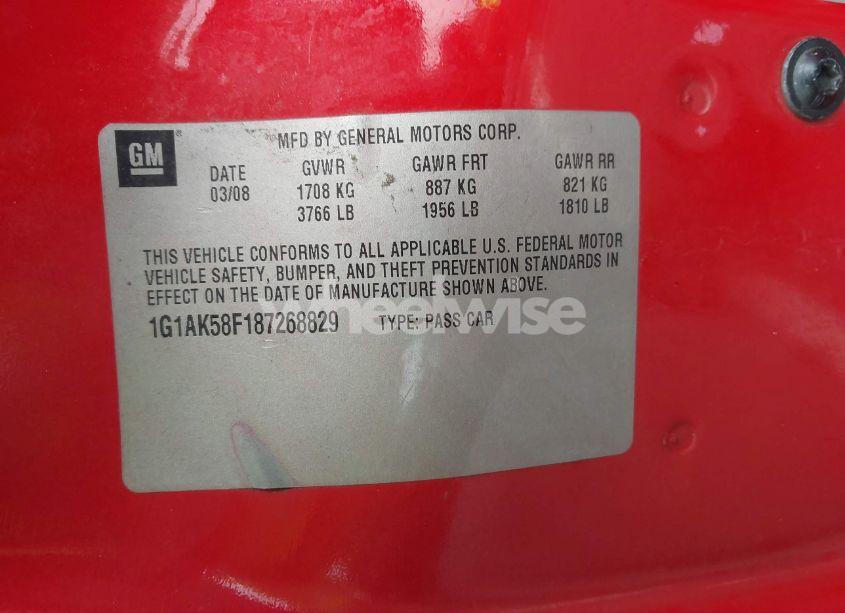 GM
MFD BY GENERAL MOTORS CORP.
DATE GVWR GAWR FRT GAWR RR
03/08 1708 KG 887 KG 821 KG
3766 LB 1956 LB 1810 LB
THIS VEHICLE CONFORMS TO ALL APPLICABLE U.S. FEDERAL MOTOR
VEHICLE SAFETY, BUMPER, AND THEFT PREVENTION STANDARDS IN
EFFECT ON THE DATE OF MANUFACTURE SHOWN ABOVE.
1G1AK58F187268829 TYPE: PASS CAR
wheelwise